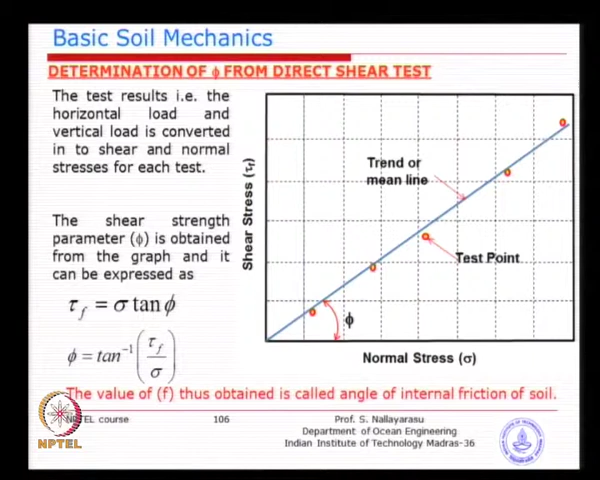 Basic Soil Mechanics
DETERMINATION OF ϕ FROM DIRECT SHEAR TEST
The test results i.e. the
horizontal load and
vertical load is converted
in to shear and normal
stresses for each test.
The shear strength
parameter (ϕ) is obtained
from the graph and it
can be expressed as
τf = σ tan ϕ
ϕ = tan⁻¹(τf/σ)
Shear Stress (τf)
Trend or
mean line
Test Point
ϕ
Normal Stress (σ)
The value of (f) thus obtained is called angle of internal friction of soil.
NPTEL course
106
Prof. S. Nallayarasu
Department of Ocean Engineering
Indian Institute of Technology Madras-36
NPTEL